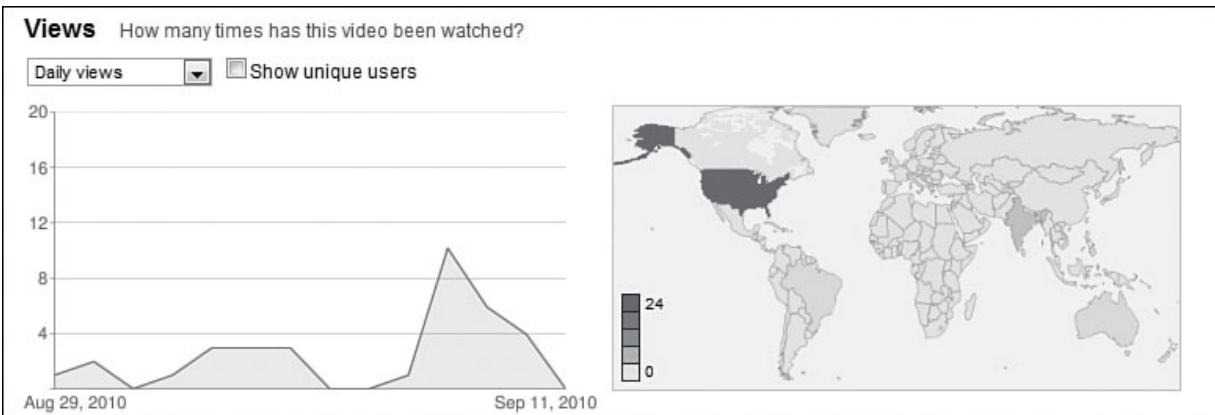 Views How many times has this video been watched?
Daily views Show unique users
20
16
12
8
4
Aug 29, 2010 Sep 11, 2010
24
0